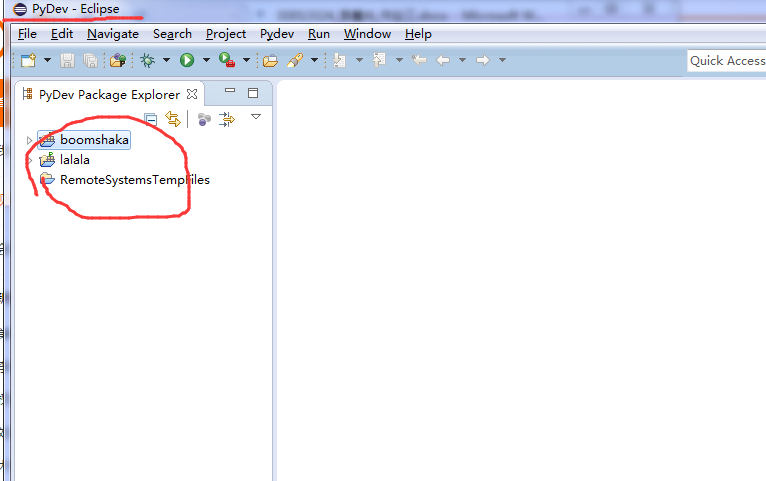 PyDev - Eclipse
File Edit Navigate Search Project Pydev Run Window Help
Quick Access
PyDev Package Explorer
boomshaka
lalala
RemoteSystemsTempFiles